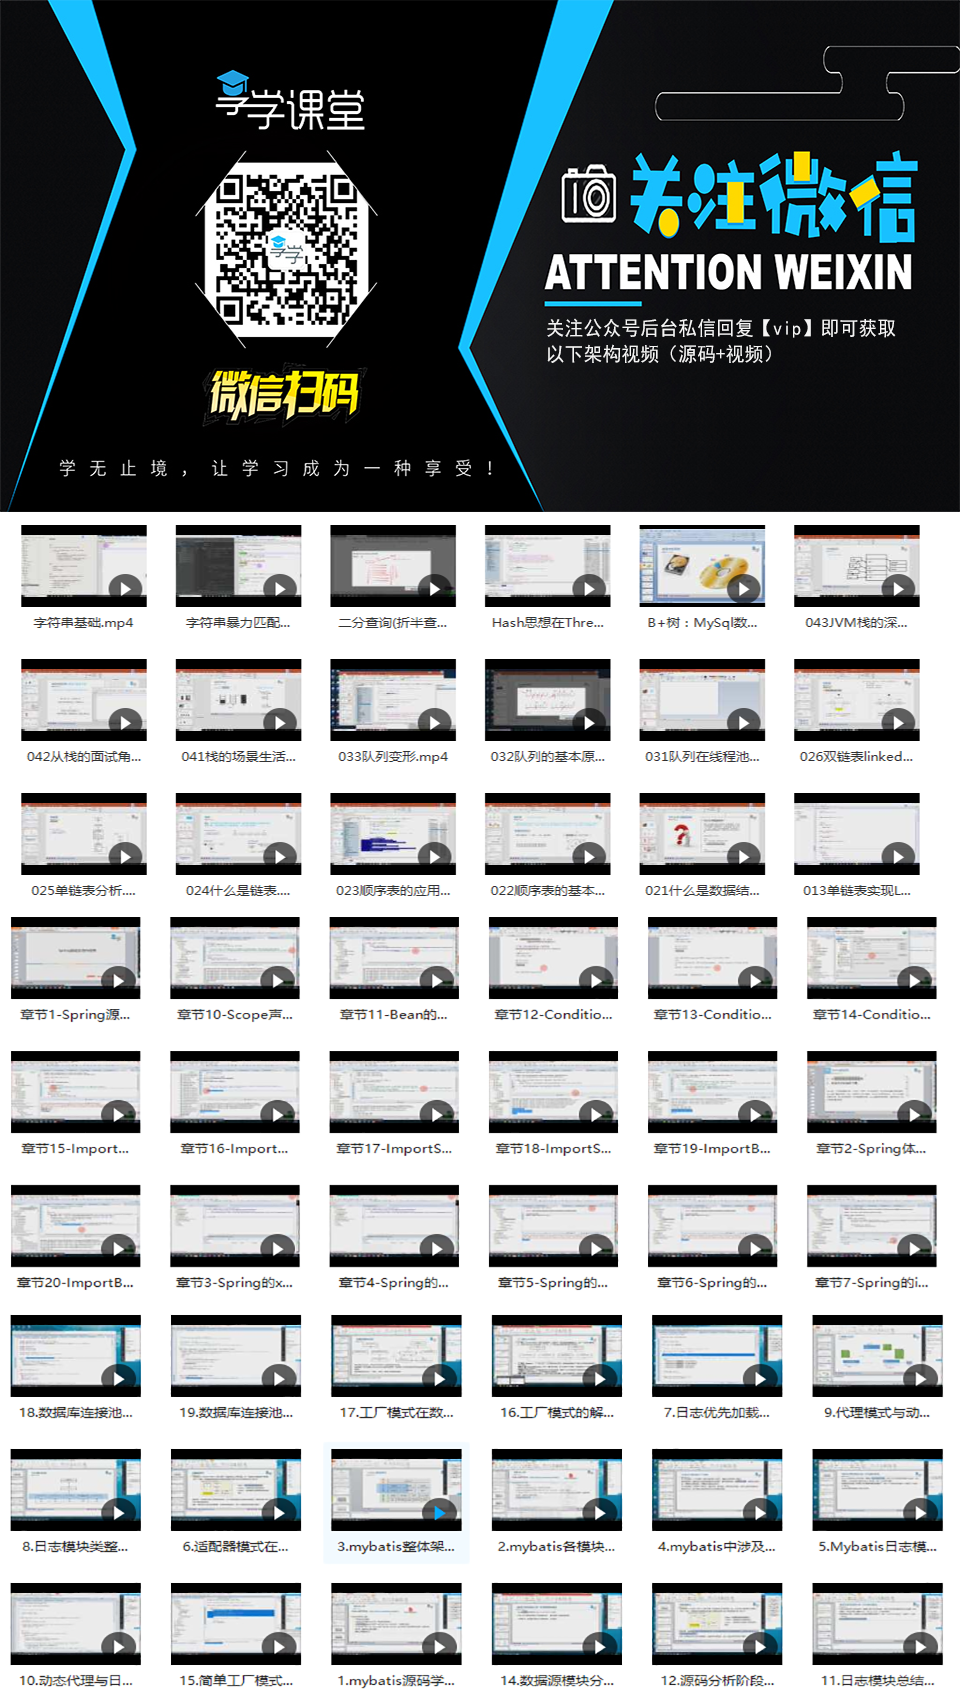 享学课堂
享学
微信扫码
学无止境，让学习成为一种享受！
关注微信
ATTENTION WEIXIN
关注公众号后台私信回复【vip】即可获取
以下架构视频（源码+视频）
字符串基础.mp4
字符串暴力匹配...
二分查询(折半查...
Hash思想在Thre...
B+树：MySql数...
043JVM栈的深...
042从栈的面试角...
041栈的场景生活...
033队列变形.mp4
032队列的基本原...
031队列在线程池...
026双链表linked...
025单链表分析....
024什么是链表....
023顺序表的应用...
022顺序表的基本...
021什么是数据结...
013单链表实现L...
章节1-Spring源...
章节10-Scope声...
章节11-Bean的...
章节12-Conditio...
章节13-Conditio...
章节14-Conditio...
章节15-Import...
章节16-Import...
章节17-ImportS...
章节18-ImportS...
章节19-ImportB...
章节2-Spring体...
章节20-ImportB...
章节3-Spring的x...
章节4-Spring的...
章节5-Spring的...
章节6-Spring的...
章节7-Spring的i...
18.数据库连接池...
19.数据库连接池...
17.工厂模式在数...
16.工厂模式的解...
7.日志优先加载...
9.代理模式与动...
8.日志模块类整...
6.适配器模式在...
3.mybatis整体架...
2.mybatis各模块...
4.mybatis中涉及...
5.Mybatis日志模...
10.动态代理与日...
15.简单工厂模式...
1.mybatis源码学...
14.数据源模块分...
12.源码分析阶段...
11.日志模块总结...